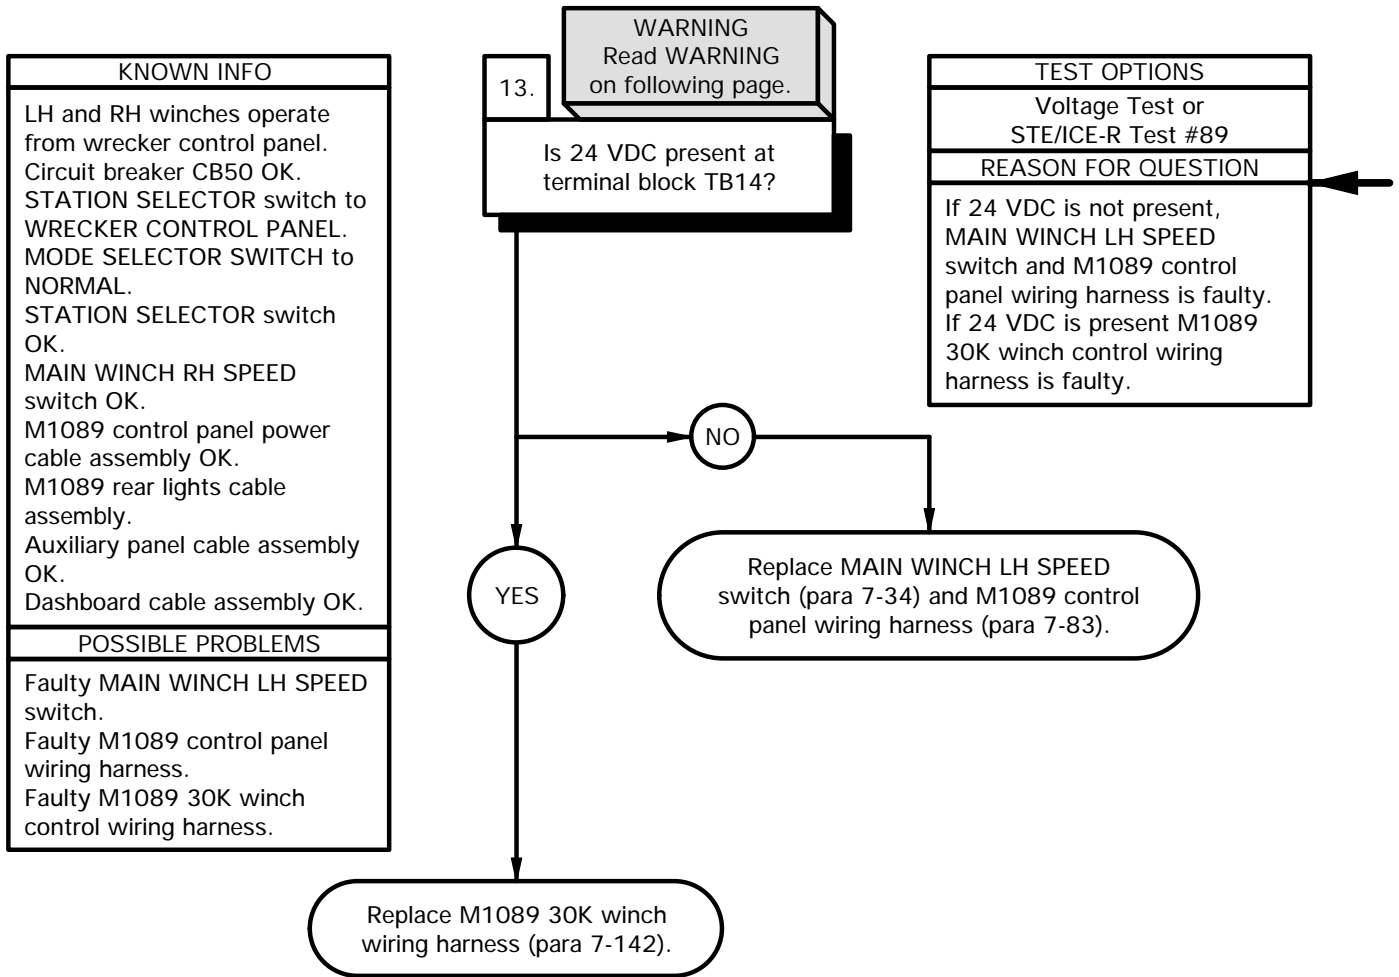 KNOWN INFO
LH and RH winches operate
from wrecker control panel.
Circuit breaker CB50 OK.
STATION SELECTOR switch to
WRECKER CONTROL PANEL.
MODE SELECTOR SWITCH to
NORMAL.
STATION SELECTOR switch
OK.
MAIN WINCH RH SPEED
switch OK.
M1089 control panel power
cable assembly OK.
M1089 rear lights cable
assembly.
Auxiliary panel cable assembly
OK.
Dashboard cable assembly OK.
POSSIBLE PROBLEMS
Faulty MAIN WINCH LH SPEED
switch.
Faulty M1089 control panel
wiring harness.
Faulty M1089 30K winch
control wiring harness.
WARNING
Read WARNING
on following page.
13.
Is 24 VDC present at
terminal block TB14?
TEST OPTIONS
Voltage Test or
STE/ICE-R Test #89
REASON FOR QUESTION
If 24 VDC is not present,
MAIN WINCH LH SPEED
switch and M1089 control
panel wiring harness is faulty.
If 24 VDC is present M1089
30K winch control wiring
harness is faulty.
NO
Replace MAIN WINCH LH SPEED
switch (para 7-34) and M1089 control
panel wiring harness (para 7-83).
YES
Replace M1089 30K winch
wiring harness (para 7-142).